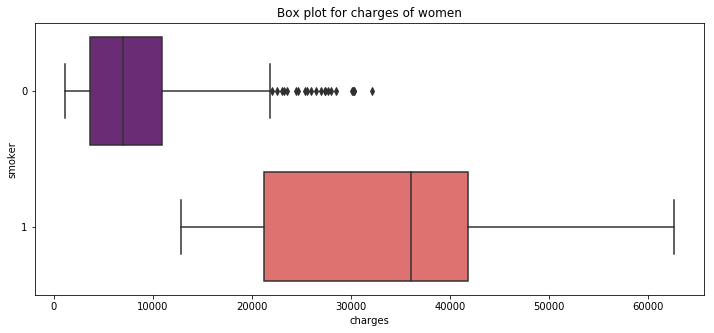 Box plot for charges of women
smoker
0
1
0 10000 20000 30000 40000 50000 60000
charges